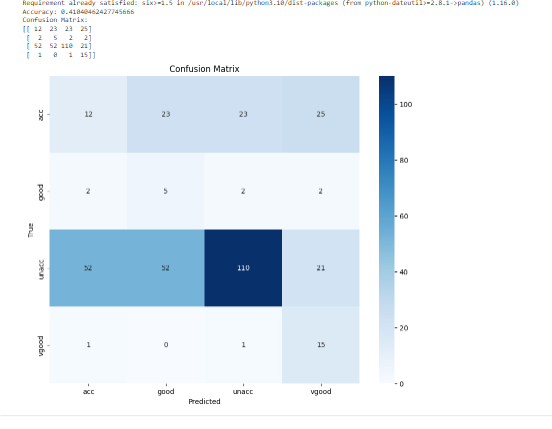 Requirement already satisfied: six>=1.5 in /usr/local/lib/python3.10/dist-packages (from python-dateutil>=2.8.1->pandas) (1.16.0)
Accuracy: 0.41040462427745666
Confusion Matrix:
[[ 12 23 23 25]
[ 2 5 2 2]
[ 52 52 110 21]
[ 1 0 1 15]]
Confusion Matrix
acc
12
23
23
25
good
2
5
2
2
unacc
52
52
110
21
vgood
1
0
1
15
True
acc
good
unacc
vgood
Predicted
100
80
60
40
20
0